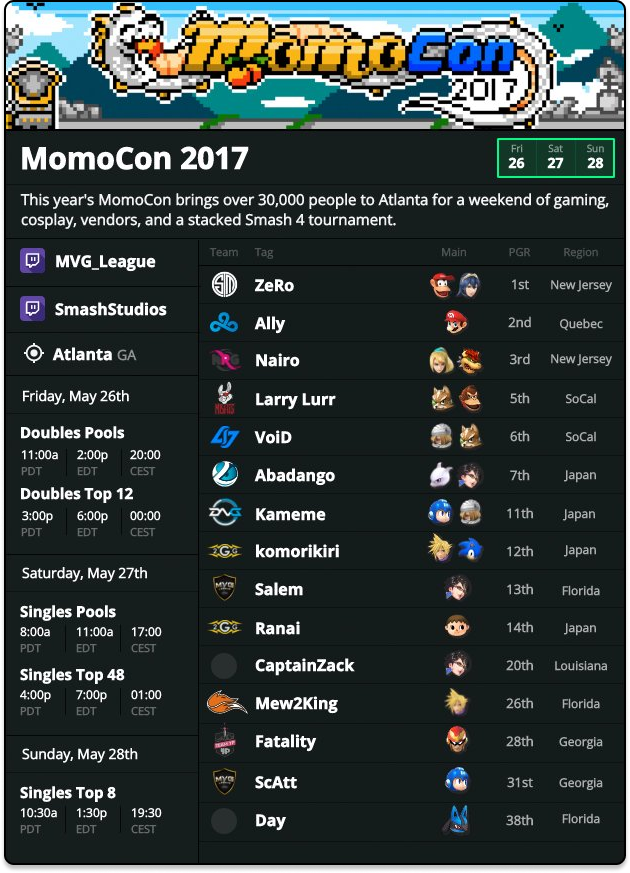 MomoCon
2017
MomoCon 2017
Fri Sat Sun
26 27 28
This year's MomoCon brings over 30,000 people to Atlanta for a weekend of gaming,
cosplay, vendors, and a stacked Smash 4 tournament.
MVG_League
SmashStudios
Atlanta GA
Friday, May 26th
Doubles Pools
11:00a 2:00p 20:00
PDT EDT CEST
Doubles Top 12
3:00p 6:00p 00:00
PDT EDT CEST
Saturday, May 27th
Singles Pools
8:00a 11:00a 17:00
PDT EDT CEST
Singles Top 48
4:00p 7:00p 01:00
PDT EDT CEST
Sunday, May 28th
Singles Top 8
10:30a 1:30p 19:30
PDT EDT CEST
Team Tag Main PGR Region
ZeRo 1st New Jersey
Ally 2nd Quebec
Nairo 3rd New Jersey
Larry Lurr 5th SoCal
VoiD 6th SoCal
Abadango 7th Japan
Kameme 11th Japan
komorikiri 12th Japan
Salem 13th Florida
Ranai 14th Japan
CaptainZack 20th Louisiana
Mew2King 26th Florida
Fatality 28th Georgia
ScAtt 31st Georgia
Day 38th Florida